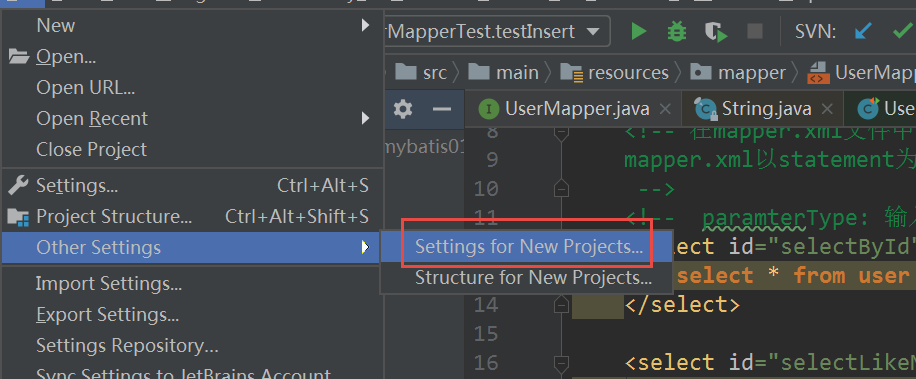 New
Open...
Open URL...
Open Recent
Close Project
Settings... Ctrl+Alt+S
Project Structure... Ctrl+Alt+Shift+S
Other Settings
Import Settings...
Export Settings...
Settings Repository...
Sync Settings to JetBrains Account
Settings for New Projects...
Structure for New Projects...
MapperTest.testInsert SVN:
src main resources mapper UserMapp
UserMapper.java String.java Use
mybatis01
8 <!-- 在mapper.xml文件中
9 mapper.xml以statement为
10 -->
11 <!-- paramterType: 输入
lect id="selectById"
select * from user
14 </select>
15
16 <select id="selectLikeN